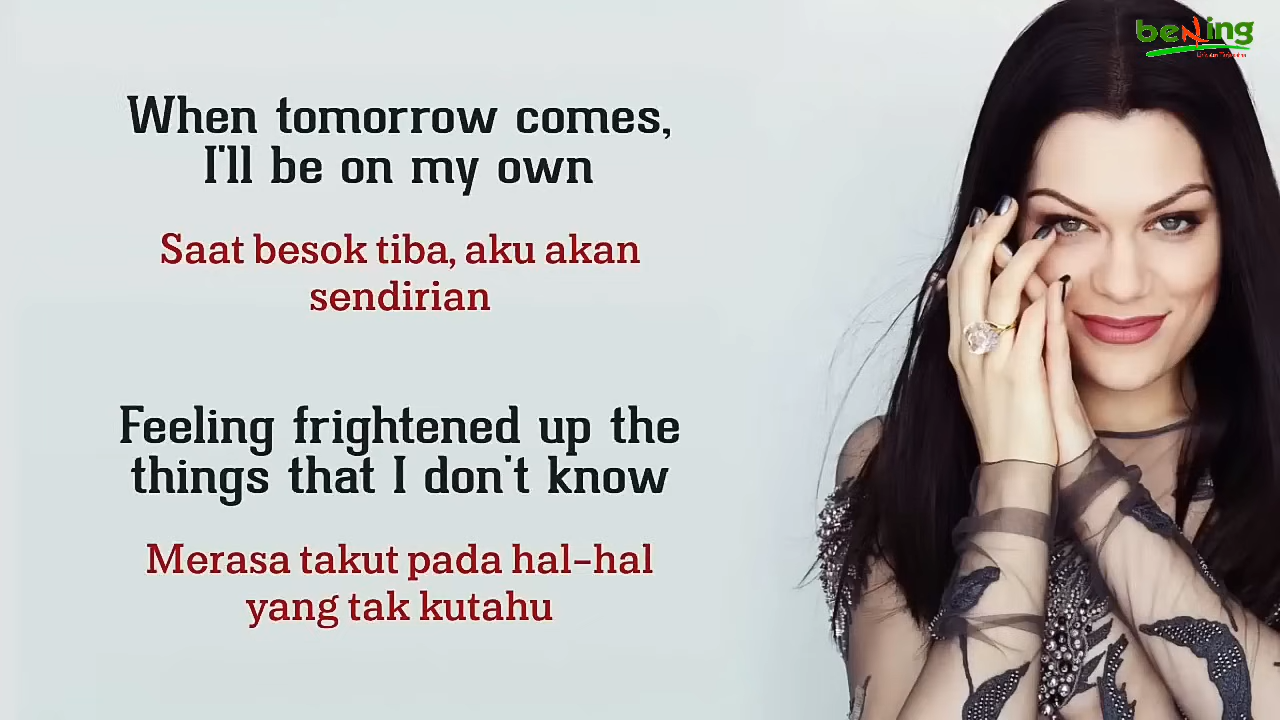 benling
When tomorrow comes,
I'll be on my own
Saat besok tiba, aku akan
sendirian
Feeling frightened up the
things that I don't know
Merasa takut pada hal-hal
yang tak kutahu